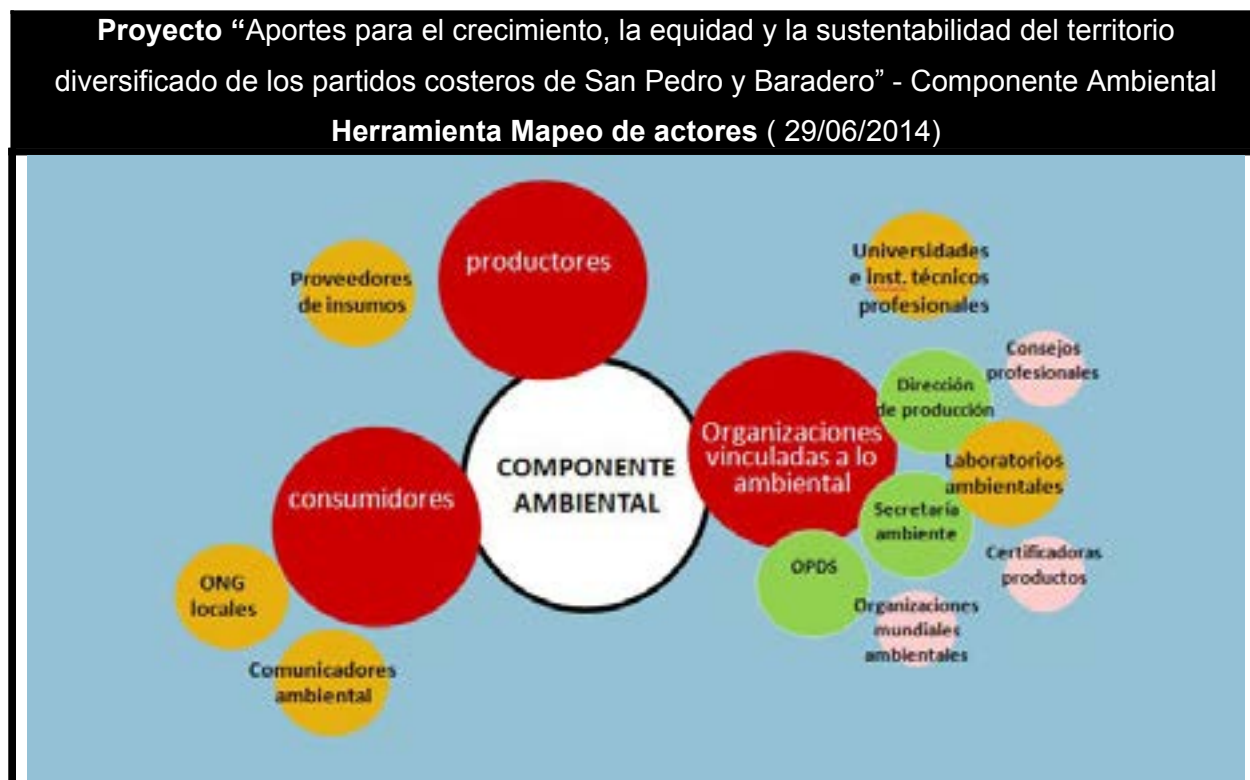 Proyecto “Aportes para el crecimiento, la equidad y la sustentabilidad del territorio
diversificado de los partidos costeros de San Pedro y Baradero” - Componente Ambiental
Herramienta Mapeo de actores ( 29/06/2014)
productores
Proveedores
de insumos
Universidades
e inst. técnicos
profesionales
Consejos
profesionales
Dirección
de producción
Organizaciones
vinculadas a lo
ambiental
COMPONENTE
AMBIENTAL
consumidores
Laboratorios
ambientales
Secretaría
ambiente
Certificadoras
productos
OPDS
Organizaciones
mundiales
ambientales
ONG
locales
Comunicadores
ambiental